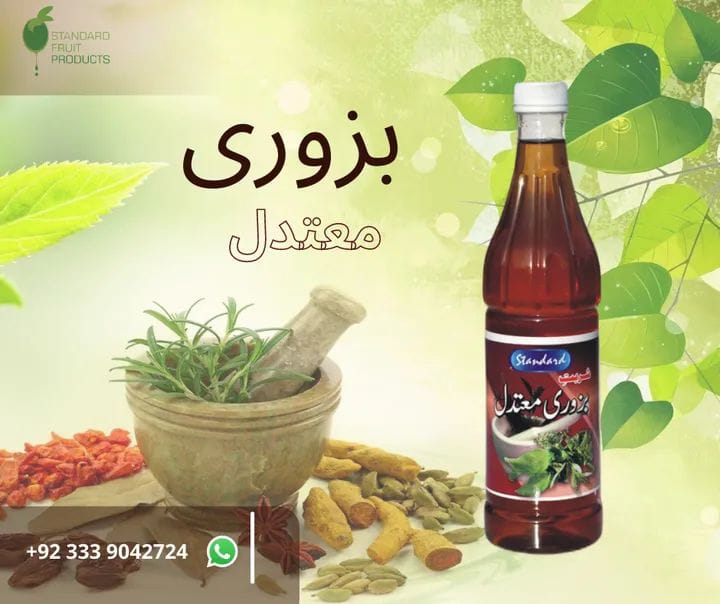 STANDARD
FRUIT
PRODUCTS
بزوری
معتدل
Standard
شربت
بزوری معتدل
+92 333 9042724